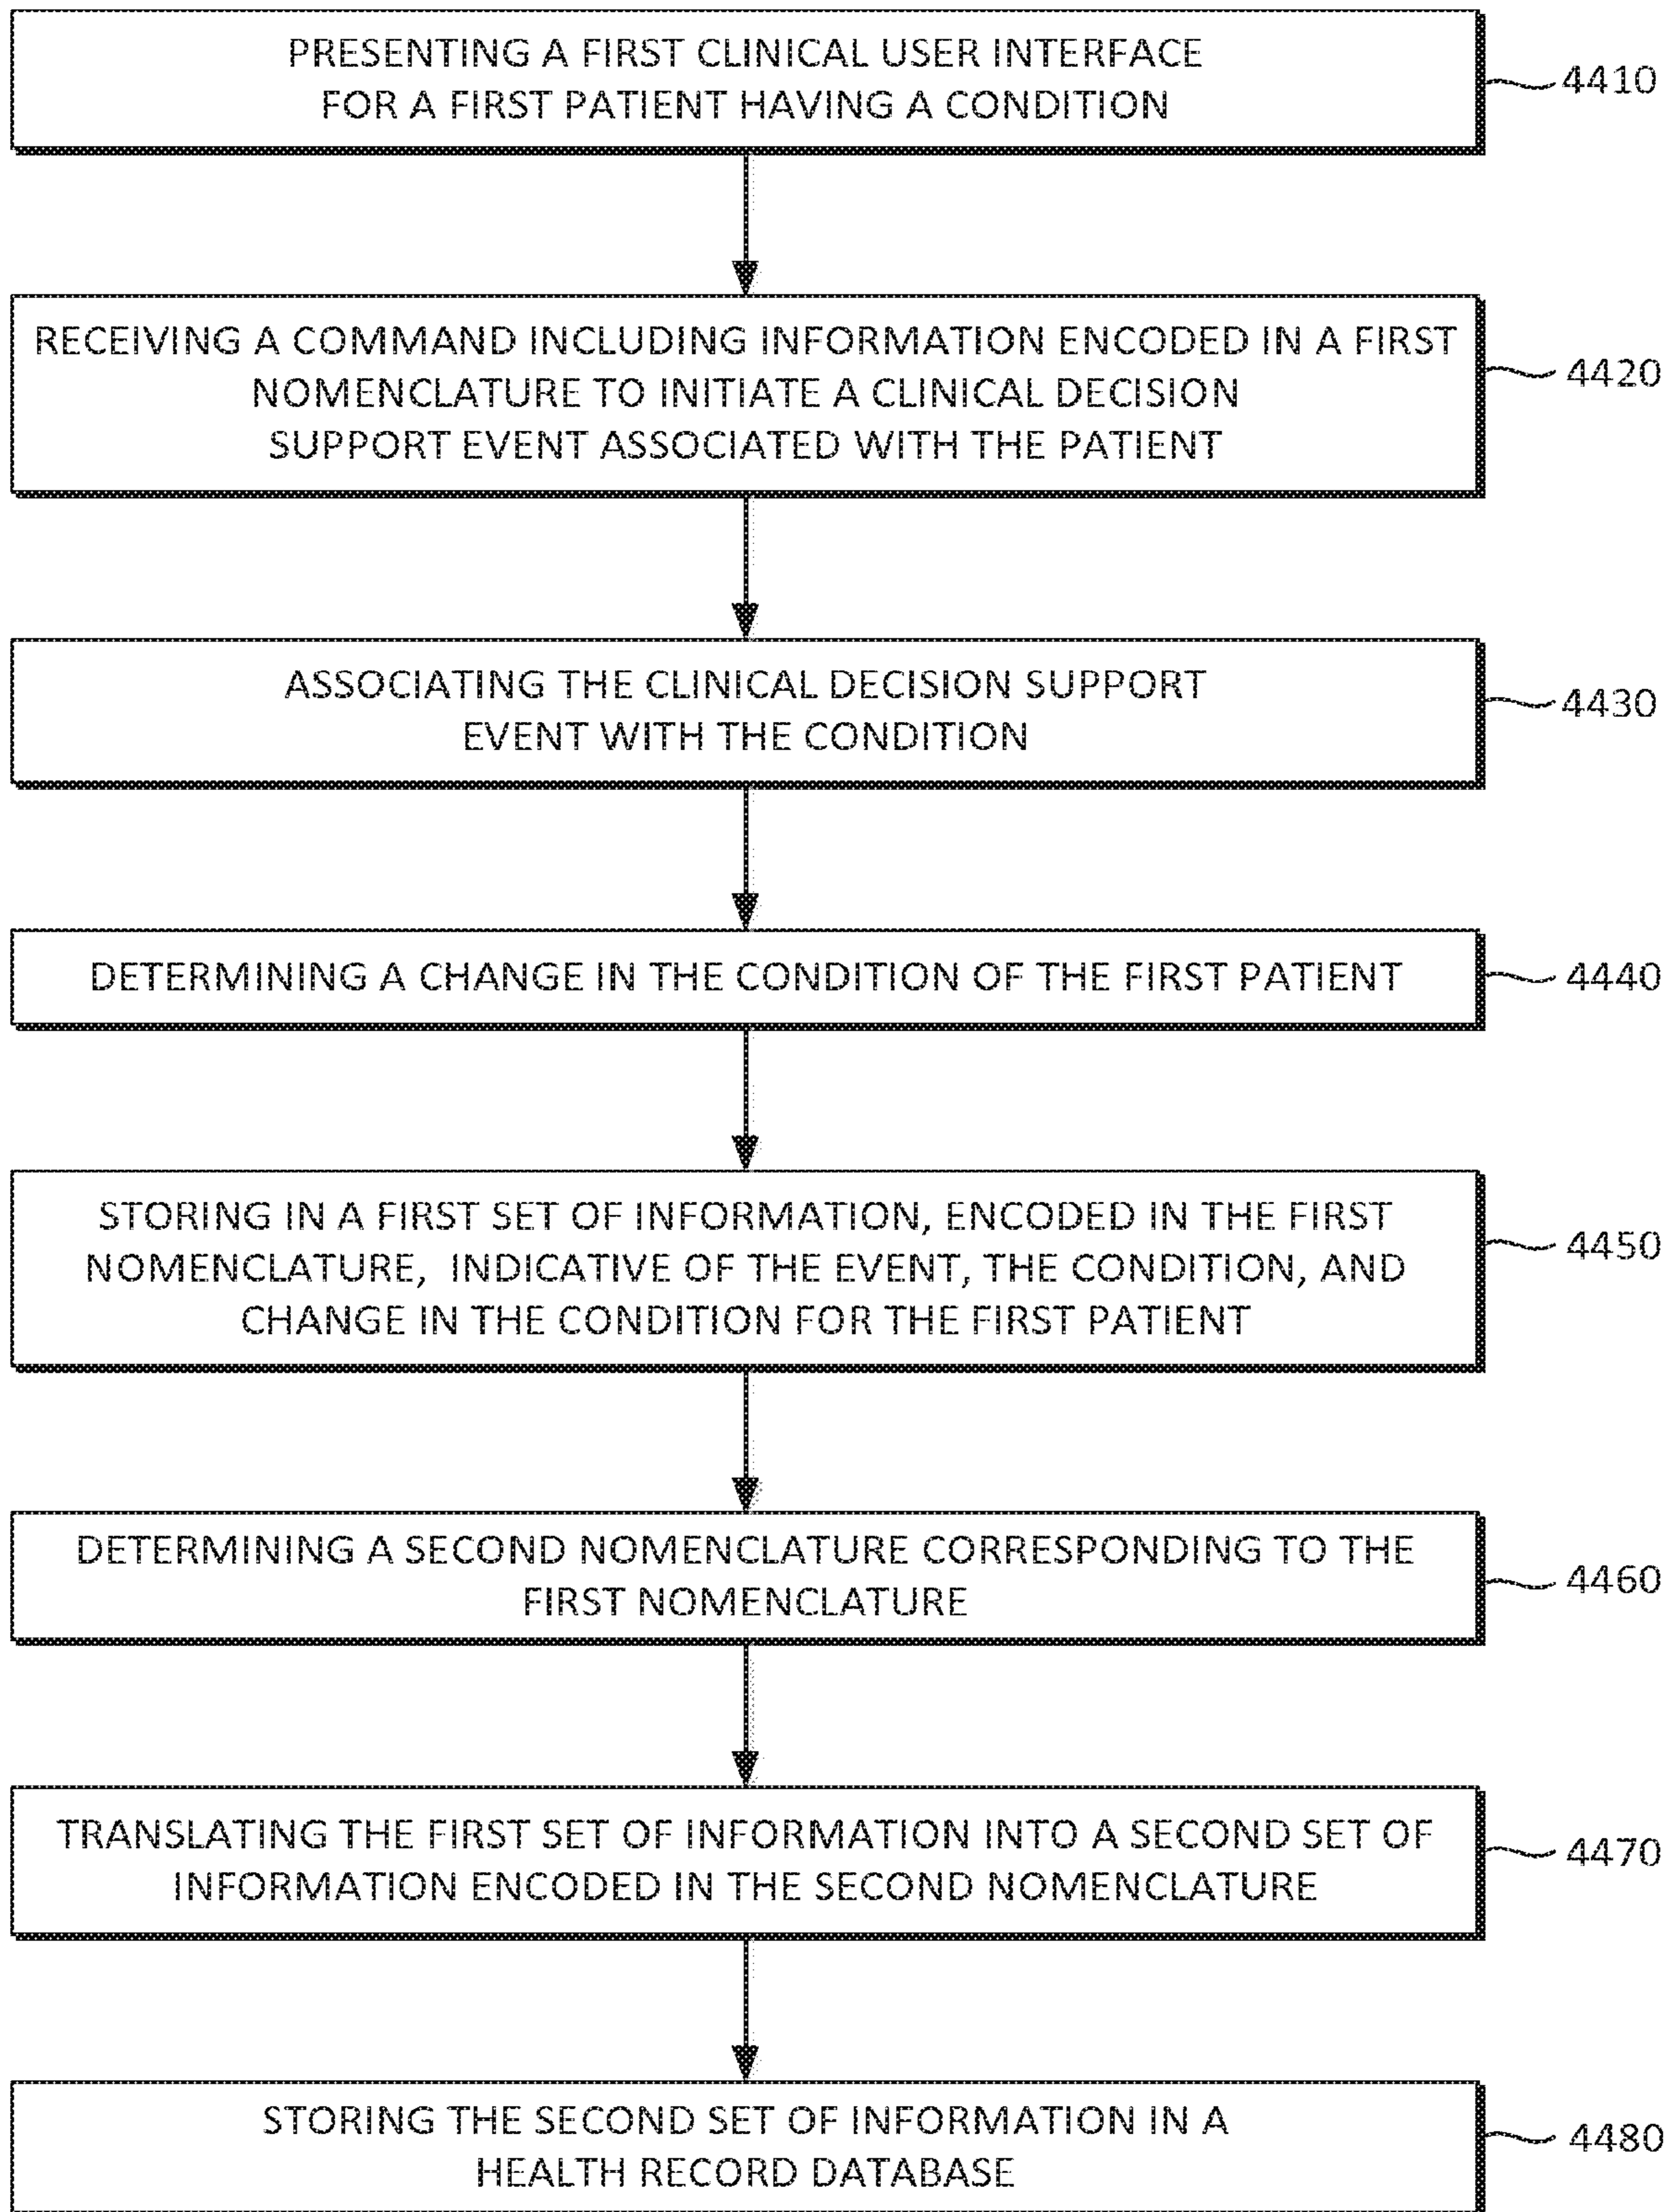 PRESENTING A FIRST CLINICAL USER INTERFACE
FOR A FIRST PATIENT HAVING A CONDITION
4410
RECEIVING A COMMAND INCLUDING INFORMATION ENCODED IN A FIRST
NOMENCLATURE TO INITIATE A CLINICAL DECISION
SUPPORT EVENT ASSOCIATED WITH THE PATIENT
4420
ASSOCIATING THE CLINICAL DECISION SUPPORT
EVENT WITH THE CONDITION
4430
DETERMINING A CHANGE IN THE CONDITION OF THE FIRST PATIENT
4440
STORING IN A FIRST SET OF INFORMATION, ENCODED IN THE FIRST
NOMENCLATURE, INDICATIVE OF THE EVENT, THE CONDITION, AND
CHANGE IN THE CONDITION FOR THE FIRST PATIENT
4450
DETERMINING A SECOND NOMENCLATURE CORRESPONDING TO THE
FIRST NOMENCLATURE
4460
TRANSLATING THE FIRST SET OF INFORMATION INTO A SECOND SET OF
INFORMATION ENCODED IN THE SECOND NOMENCLATURE
4470
STORING THE SECOND SET OF INFORMATION IN A
HEALTH RECORD DATABASE
4480